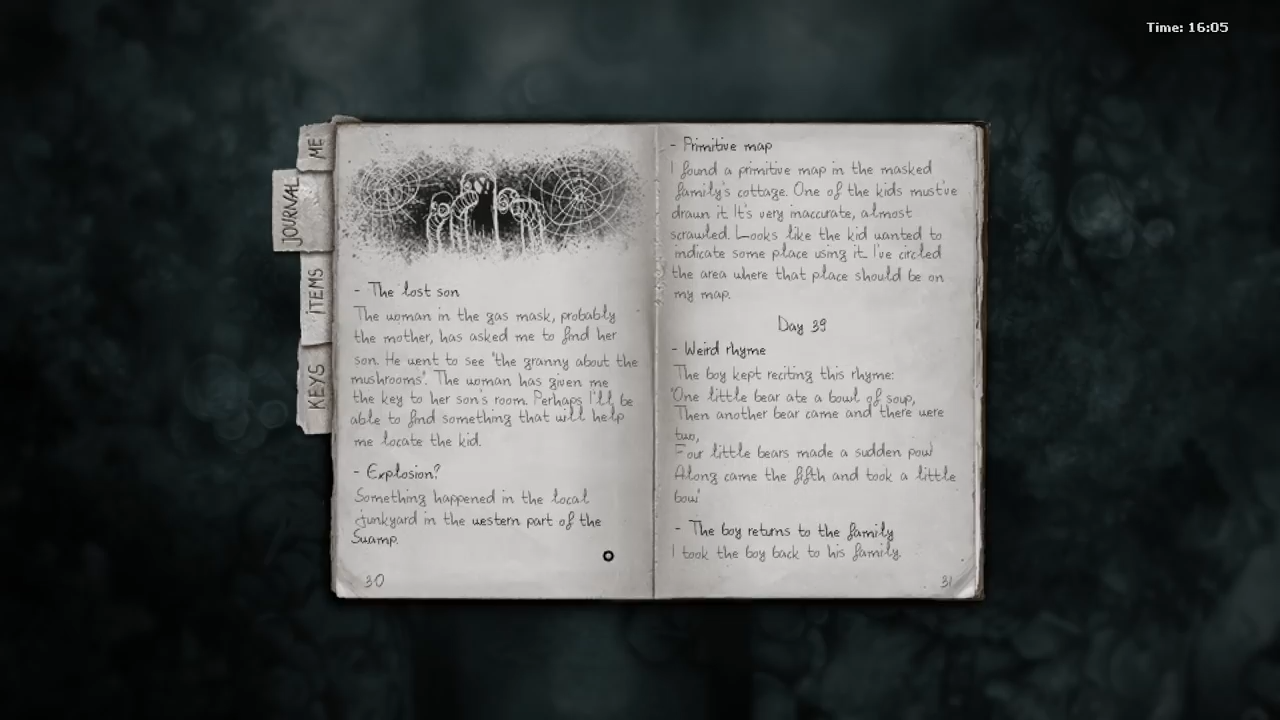 Time: 16:05
ME
JOURNAL
ITEMS
KEYS
- The lost son
The woman in the gas mask, probably
the mother, has asked me to find her
son. He went to see 'the granny about the
mushrooms'. The woman has given me
the key to her son's room. Perhaps I'll be
able to find something that will help
me locate the kid.
- Explosion?
Something happened in the local
junkyard in the western part of the
Swamp.
30
- Primitive map
I found a primitive map in the masked
family's cottage. One of the kids must've
drawn it. It's very inaccurate, almost
scrawled. Looks like the kid wanted to
indicate some place using it. I've circled
the area where that place should be on
my map.
Day 39
- Weird rhyme
The boy kept reciting this rhyme:
'One little bear ate a bowl of soup,
Then another bear came and there were
two,
Four little bears made a sudden pow
Along came the fifth and took a little
bow'
- The boy returns to the family
I took the boy back to his family.
31